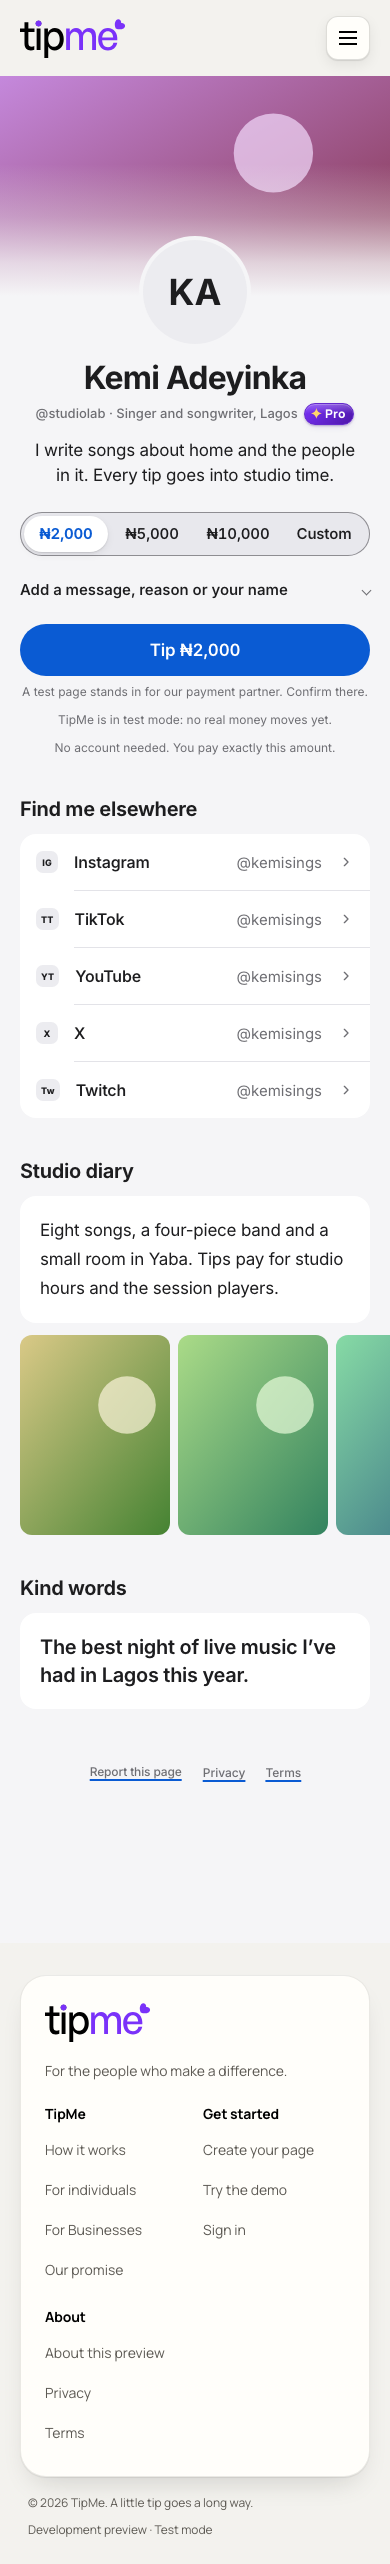 tipme
KA
Kemi Adeyinka
@studiolab · Singer and songwriter, Lagos ✦ Pro
I write songs about home and the people
in it. Every tip goes into studio time.
₦2,000 ₦5,000 ₦10,000 Custom
Add a message, reason or your name
Tip ₦2,000
A test page stands in for our payment partner. Confirm there.
TipMe is in test mode: no real money moves yet.
No account needed. You pay exactly this amount.
Find me elsewhere
IG Instagram @kemisings
TT TikTok @kemisings
YT YouTube @kemisings
X X @kemisings
Tw Twitch @kemisings
Studio diary
Eight songs, a four-piece band and a
small room in Yaba. Tips pay for studio
hours and the session players.
Kind words
The best night of live music I’ve
had in Lagos this year.
Report this page Privacy Terms
tipme
For the people who make a difference.
TipMe
How it works
For individuals
For Businesses
Our promise
Get started
Create your page
Try the demo
Sign in
About
About this preview
Privacy
Terms
© 2026 TipMe. A little tip goes a long way.
Development preview · Test mode